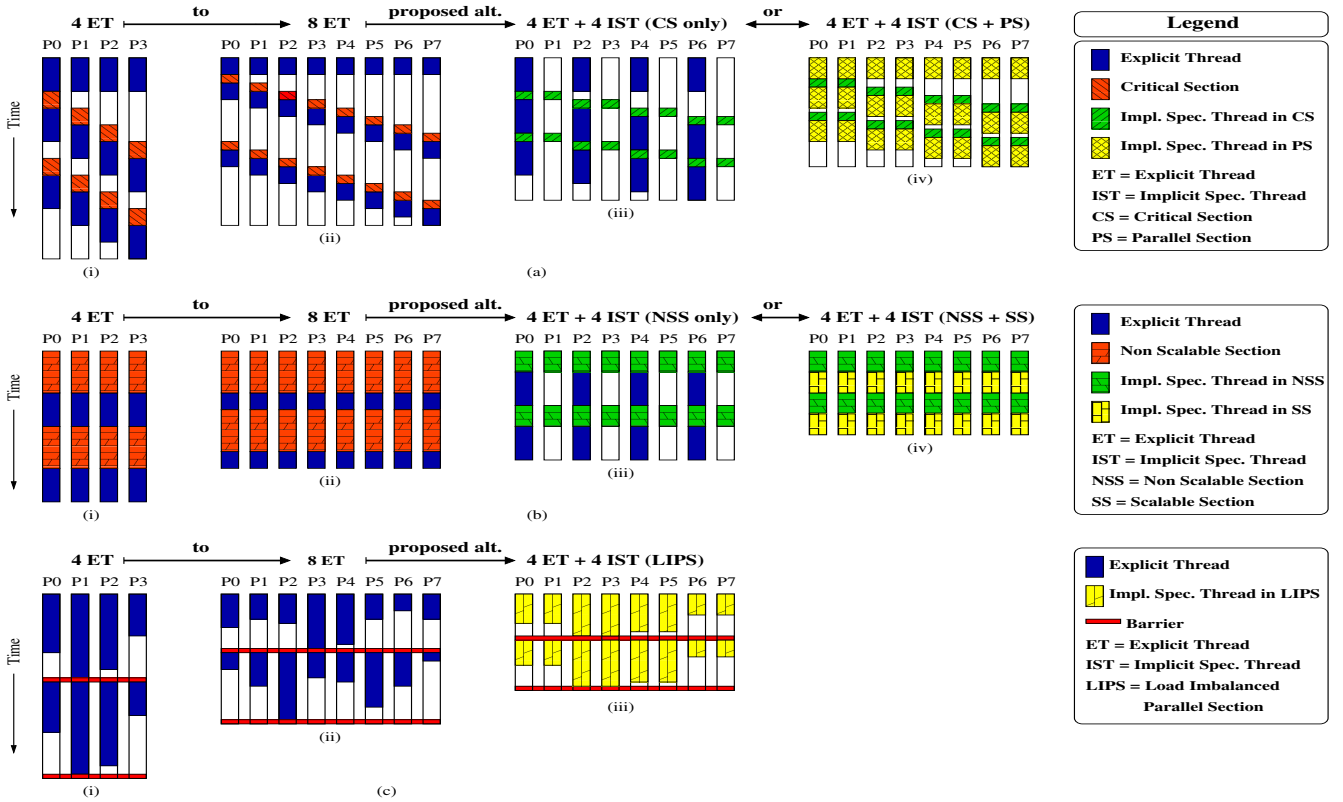 to
proposed alt.
or
4 ET
8 ET
4 ET + 4 IST (CS only)
4 ET + 4 IST (CS + PS)
P0 P1 P2 P3
P0 P1 P2 P3 P4 P5 P6 P7
P0 P1 P2 P3 P4 P5 P6 P7
P0 P1 P2 P3 P4 P5 P6 P7
Time
(i)
(ii)
(iii)
(iv)
(a)
Legend
Explicit Thread
Critical Section
Impl. Spec. Thread in CS
Impl. Spec. Thread in PS
ET = Explicit Thread
IST = Implicit Spec. Thread
CS = Critical Section
PS = Parallel Section
to
proposed alt.
or
4 ET
8 ET
4 ET + 4 IST (NSS only)
4 ET + 4 IST (NSS + SS)
P0 P1 P2 P3
P0 P1 P2 P3 P4 P5 P6 P7
P0 P1 P2 P3 P4 P5 P6 P7
P0 P1 P2 P3 P4 P5 P6 P7
Time
(i)
(ii)
(iii)
(iv)
(b)
Explicit Thread
Non Scalable Section
Impl. Spec. Thread in NSS
Impl. Spec. Thread in SS
ET = Explicit Thread
IST = Implicit Spec. Thread
NSS = Non Scalable Section
SS = Scalable Section
to
proposed alt.
4 ET
8 ET
4 ET + 4 IST (LIPS)
P0 P1 P2 P3
P0 P1 P2 P3 P4 P5 P6 P7
P0 P1 P2 P3 P4 P5 P6 P7
Time
(i)
(ii)
(iii)
(c)
Explicit Thread
Impl. Spec. Thread in LIPS
Barrier
ET = Explicit Thread
IST = Implicit Spec. Thread
LIPS = Load Imbalanced
Parallel Section